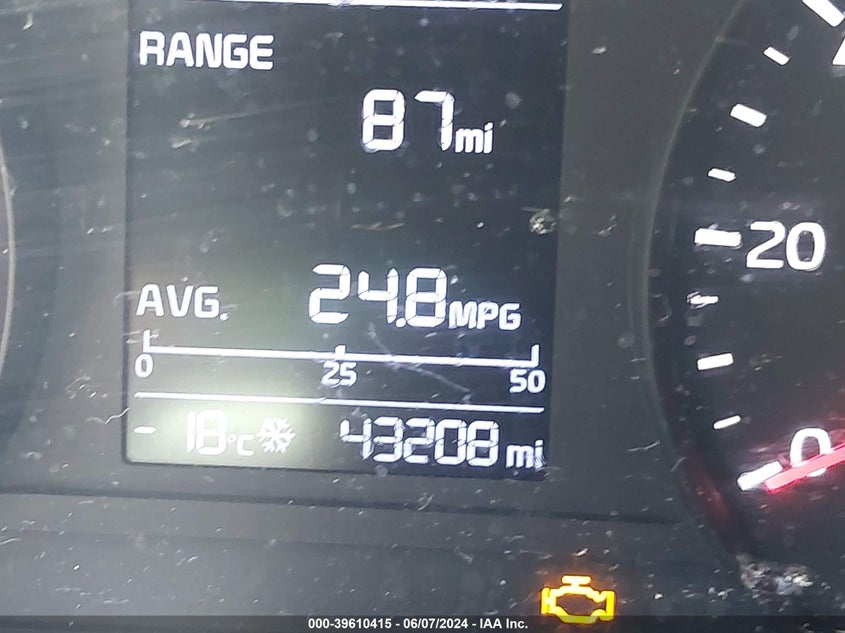 RANGE
87mi
AVG. 24.8MPG
0 25 50
- 18°C 43208 mi
20
0
000-39610415 - 06/07/2024 - IAA Inc.